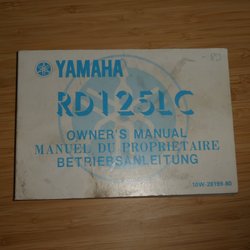 YAMAHA
RD125LC
OWNER'S MANUAL
MANUEL DU PROPRIETAIRE
BETRIEBSANLEITUNG